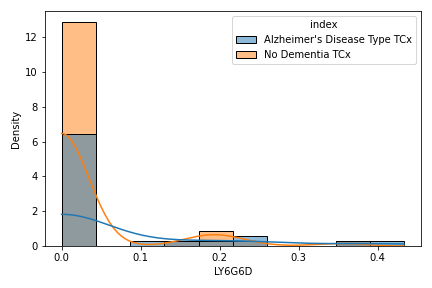 index
Alzheimer's Disease Type TCx
No Dementia TCx
12
10
8
6
4
2
0
Density
0.0 0.1 0.2 0.3 0.4
LY6G6D